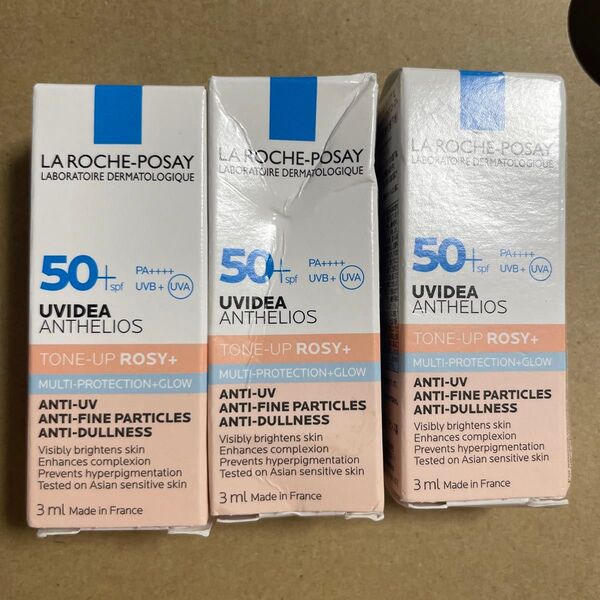 LA ROCHE-POSAY
LABORATOIRE DERMATOLOGIQUE
50+ spf
PA++++
UVB + UVA
UVIDEA
ANTHELIOS
TONE-UP ROSY+
MULTI-PROTECTION+GLOW
ANTI-UV
ANTI-FINE PARTICLES
ANTI-DULLNESS
Visibly brightens skin
Enhances complexion
Prevents hyperpigmentation
Tested on Asian sensitive skin
3 ml Made in France
LA ROCHE-POSAY
LABORATOIRE DERMATOLOGIQUE
50+ spf
PA++++
UVB + UVA
UVIDEA
ANTHELIOS
TONE-UP ROSY+
MULTI-PROTECTION+GLOW
ANTI-UV
ANTI-FINE PARTICLES
ANTI-DULLNESS
Visibly brightens skin
Enhances complexion
Prevents hyperpigmentation
Tested on Asian sensitive skin
3 ml Made in France
LA ROCHE-POSAY
LABORATOIRE DERMATOLOGIQUE
50+ spf
PA++++
UVB + UVA
UVIDEA
ANTHELIOS
TONE-UP ROSY+
MULTI-PROTECTION+GLOW
ANTI-UV
ANTI-FINE PARTICLES
ANTI-DULLNESS
Visibly brightens skin
Enhances complexion
Prevents hyperpigmentation
Tested on Asian sensitive skin
3 ml Made in France